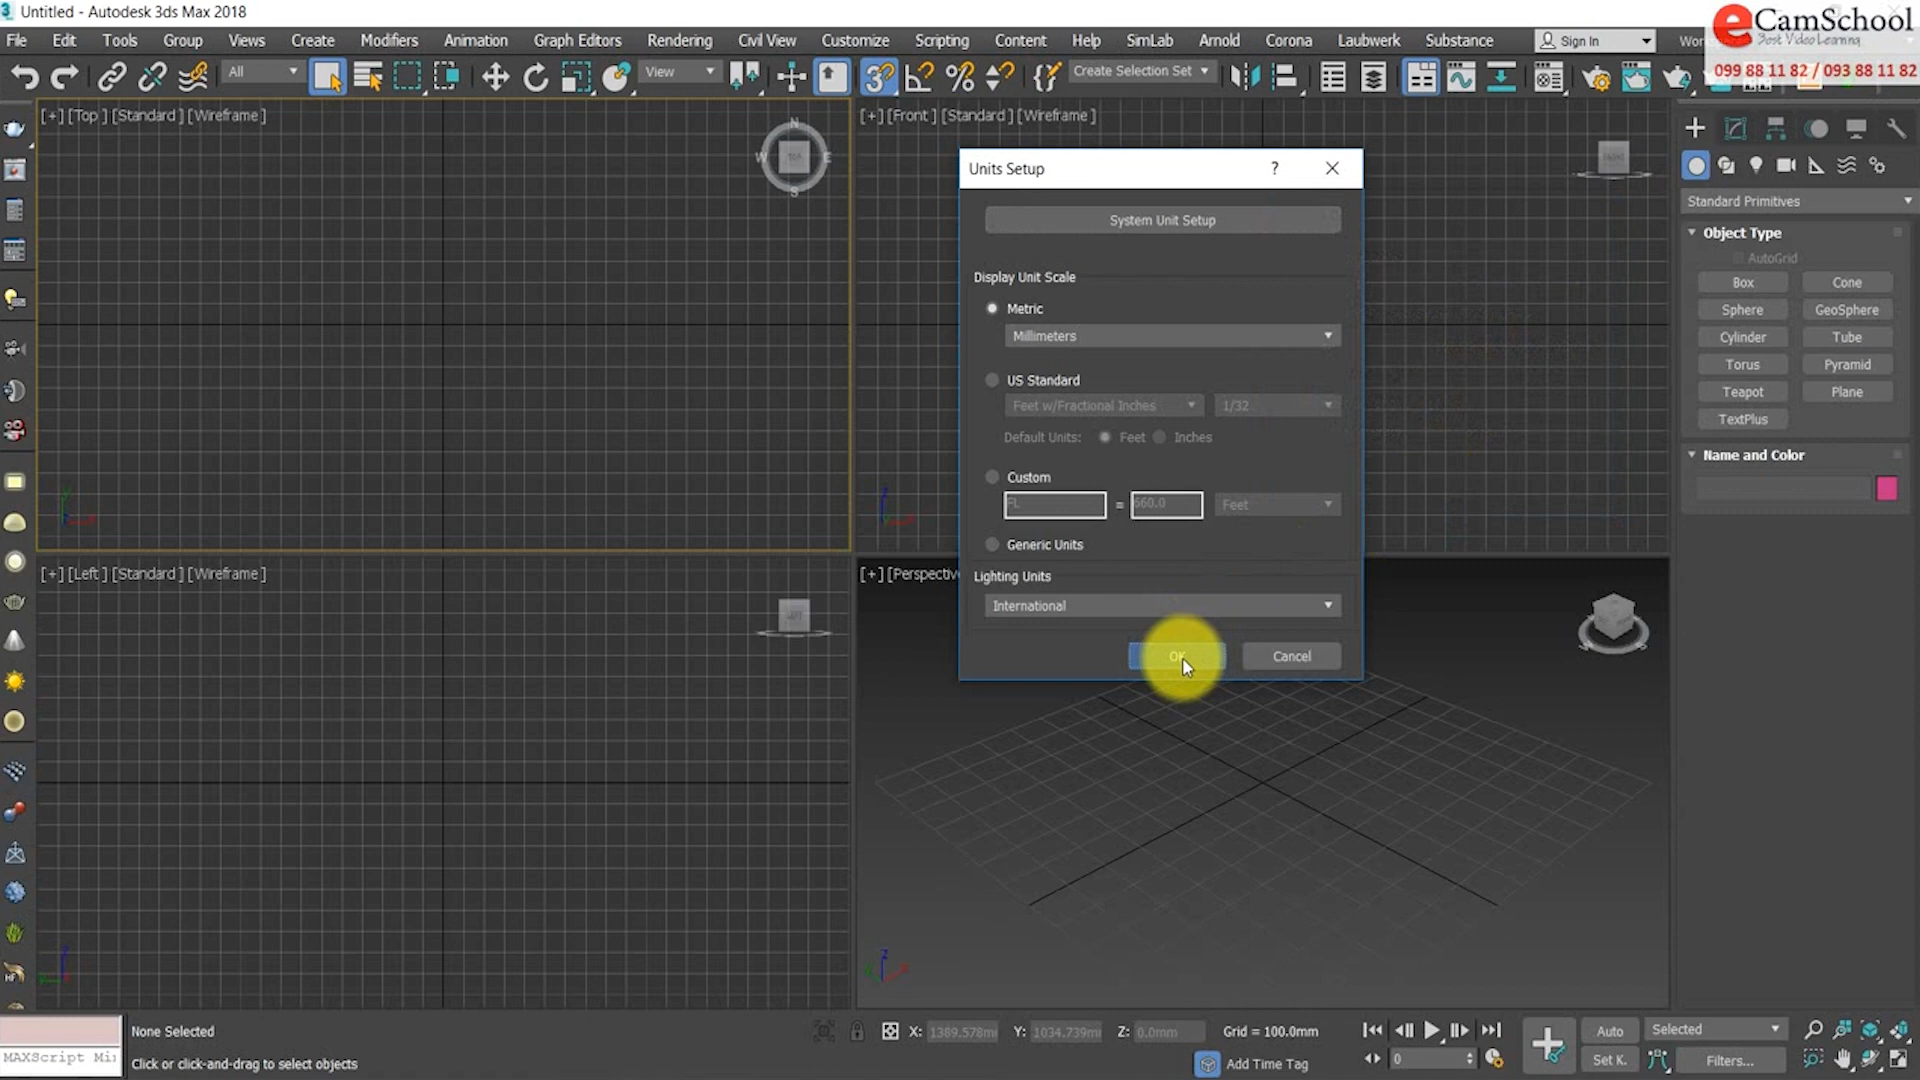 Untitled - Autodesk 3ds Max 2018
File Edit Tools Group Views Create Modifiers Animation Graph Editors Rendering Civil View Customize Scripting Content Help SimLab Arnold Corona Laubwerk Substance Sign In
eCamSchool
Best Video Learning
099 88 11 82 / 093 88 11 82
All View Create Selection Set
[+] [Top ] [Standard ] [Wireframe ]
[+] [Front ] [Standard ] [Wireframe ]
N
W TOP E
S
Units Setup ?
System Unit Setup
Display Unit Scale
Metric
Millimeters
US Standard
Feet w/Fractional Inches 1/32
Default Units: Feet Inches
Custom
FL = 660.0 Feet
Generic Units
Lighting Units
International
OK Cancel
Standard Primitives
Object Type
AutoGrid
Box Cone
Sphere GeoSphere
Cylinder Tube
Torus Pyramid
Teapot Plane
TextPlus
Name and Color
[+] [Left ] [Standard ] [Wireframe ]
[+] [Perspectiv
None Selected
X: 1389.578m Y: 1034.739m Z: 0.0mm Grid = 100.0mm
MAXScript Mi
Click or click-and-drag to select objects
Add Time Tag
0
Auto Selected
Set K. Filters...